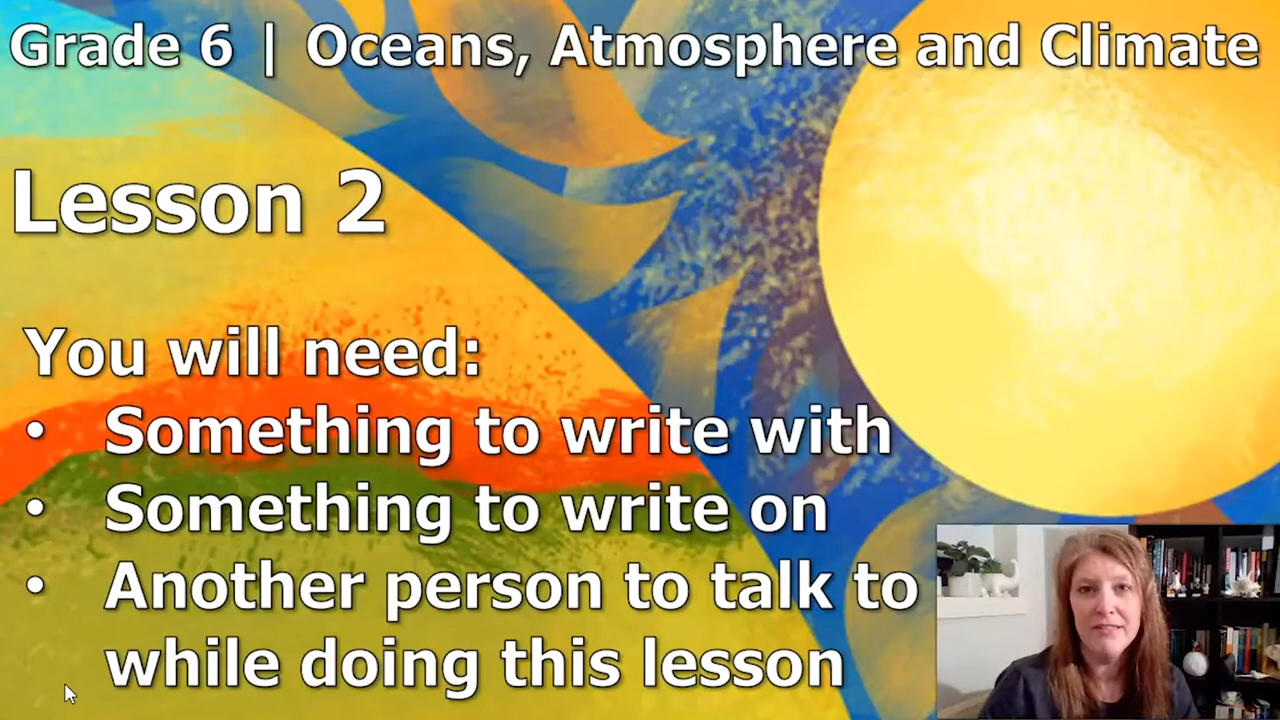 Grade 6 | Oceans, Atmosphere and Climate
Lesson 2
You will need:
• Something to write with
• Something to write on
• Another person to talk to
while doing this lesson